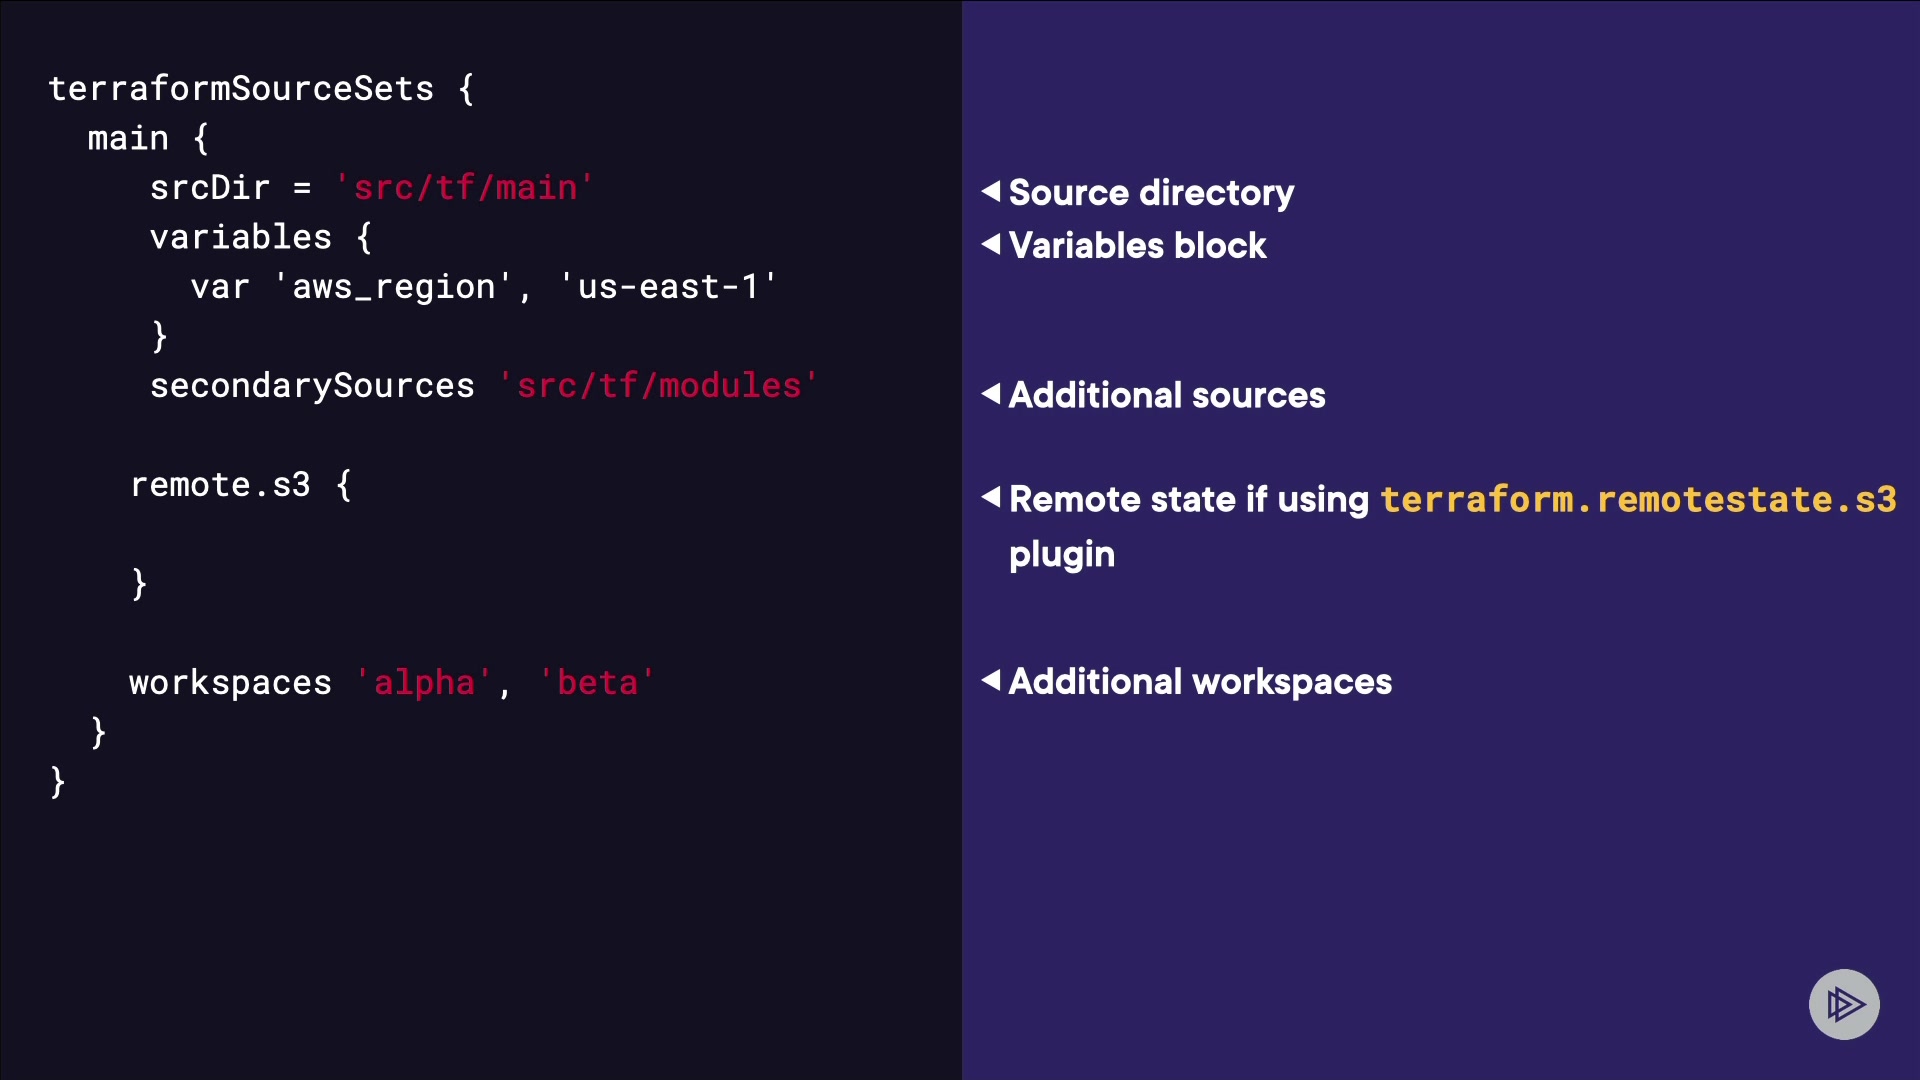 terraformSourceSets {
main {
srcDir = 'src/tf/main'
variables {
var 'aws_region', 'us-east-1'
}
secondarySources 'src/tf/modules'
remote.s3 {
}
workspaces 'alpha', 'beta'
}
}
Source directory
Variables block
Additional sources
Remote state if using terraform.remotestate.s3
plugin
Additional workspaces